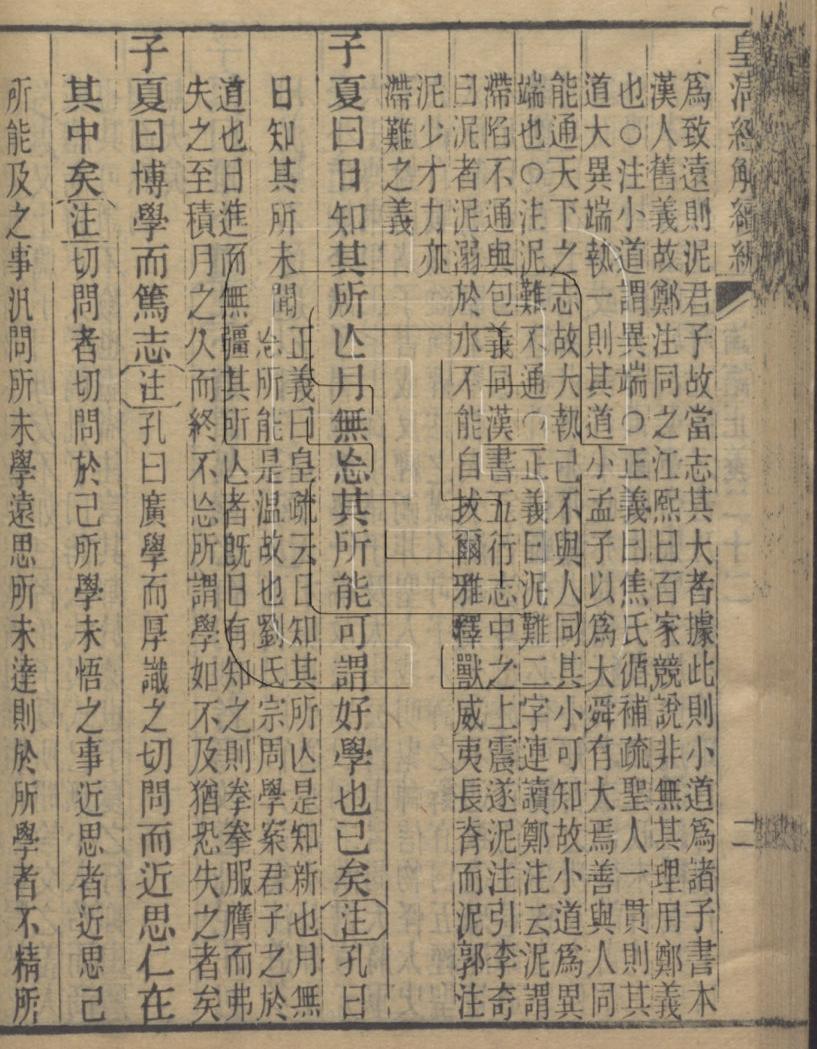 皇清經解續編
二
爲致遠則泥君子故當志其大者據此則小道爲諸子書本
漢人舊義故鄭注同之江熙曰百家競說非無其理用鄭義
也○注小道謂異端○正義曰焦氏循補疏聖人一貫則其
道大異端執一則其道小孟子以爲大舜有大焉善與人同
能通天下之志故大執己不與人同其小可知故小道爲異
端也○注泥難不通○正義曰泥難二字連讀鄭注云泥謂
滯陷不通與包義同漢書五行志中之上震遂泥注引李奇
曰泥者泥溺於水不能自拔爾雅釋獸威夷長脊而泥郭注
泥少才力亦
滯難之義
子夏曰日知其所亾月無忘其所能可謂好學也已矣注孔曰
日知其所未聞正義曰皇疏云日知其所亾是知新也月無
忘所能是温故也劉氏宗周學案君子之於
道也日進而無疆其所亾者旣日有知之則拳拳服膺而弗
失之至積月之久而終不忘所謂學如不及猶恐失之者矣
子夏曰博學而篤志注孔曰廣學而厚識之切問而近思仁在
其中矣注切問者切問於己所學未悟之事近思者近思己
所能及之事汎問所未學遠思所未達則於所學者不精所